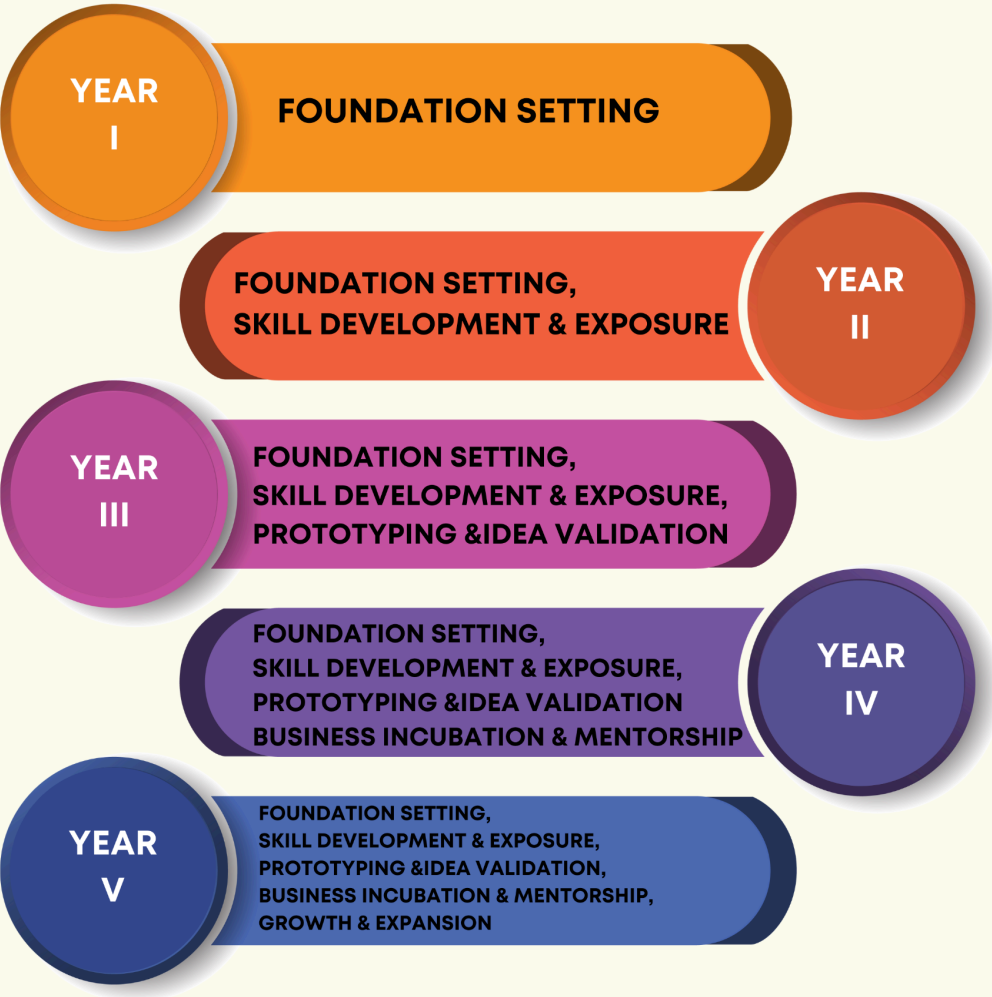 YEAR
I
FOUNDATION SETTING
FOUNDATION SETTING,
SKILL DEVELOPMENT & EXPOSURE
YEAR
II
YEAR
III
FOUNDATION SETTING,
SKILL DEVELOPMENT & EXPOSURE,
PROTOTYPING &IDEA VALIDATION
FOUNDATION SETTING,
SKILL DEVELOPMENT & EXPOSURE,
PROTOTYPING &IDEA VALIDATION
BUSINESS INCUBATION & MENTORSHIP
YEAR
IV
YEAR
V
FOUNDATION SETTING,
SKILL DEVELOPMENT & EXPOSURE,
PROTOTYPING &IDEA VALIDATION,
BUSINESS INCUBATION & MENTORSHIP,
GROWTH & EXPANSION